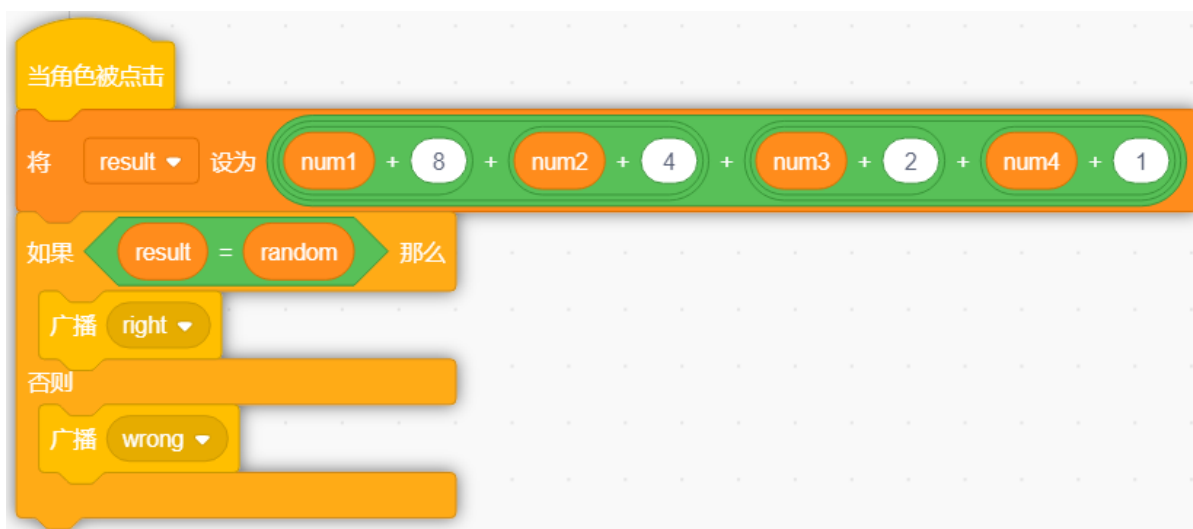 当角色被点击
将 result 设为 num1 + 8 + num2 + 4 + num3 + 2 + num4 + 1
如果 result = random 那么
广播 right
否则
广播 wrong